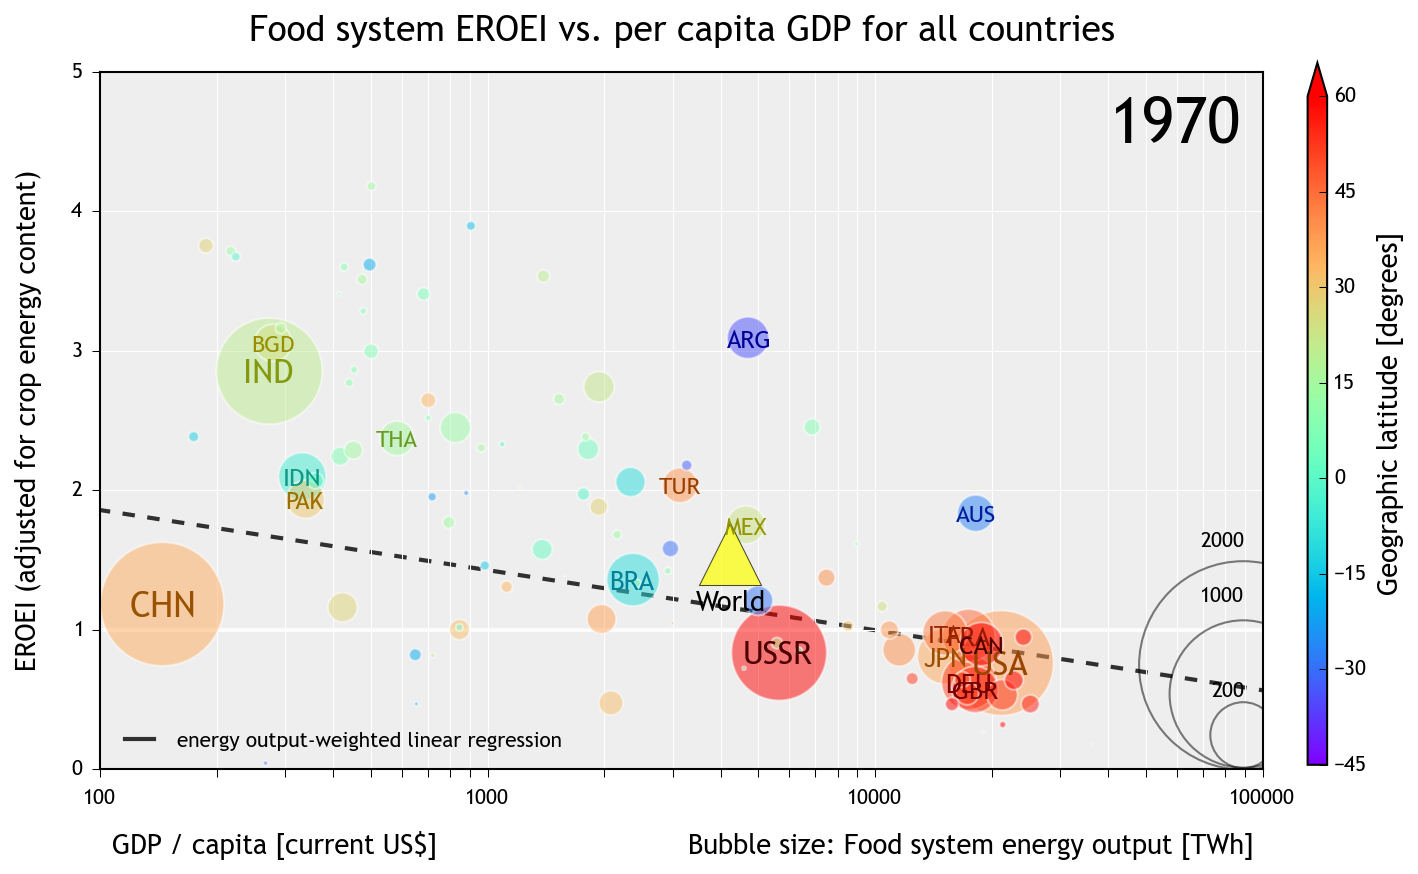 Food system EROEI vs. per capita GDP for all countries
1970
EROEI (adjusted for crop energy content)
5
4
3
2
1
0
BGD
IND
ARG
THA
IDN
PAK
TUR
MEX
AUS
BRA
World
CHN
USSR
ITA
FRA
CAN
JPN
USA
DEU
GBR
2000
1000
200
energy output-weighted linear regression
100
1000
10000
100000
GDP / capita [current US$]
Bubble size: Food system energy output [TWh]
60
45
30
15
0
−15
−30
−45
Geographic latitude [degrees]